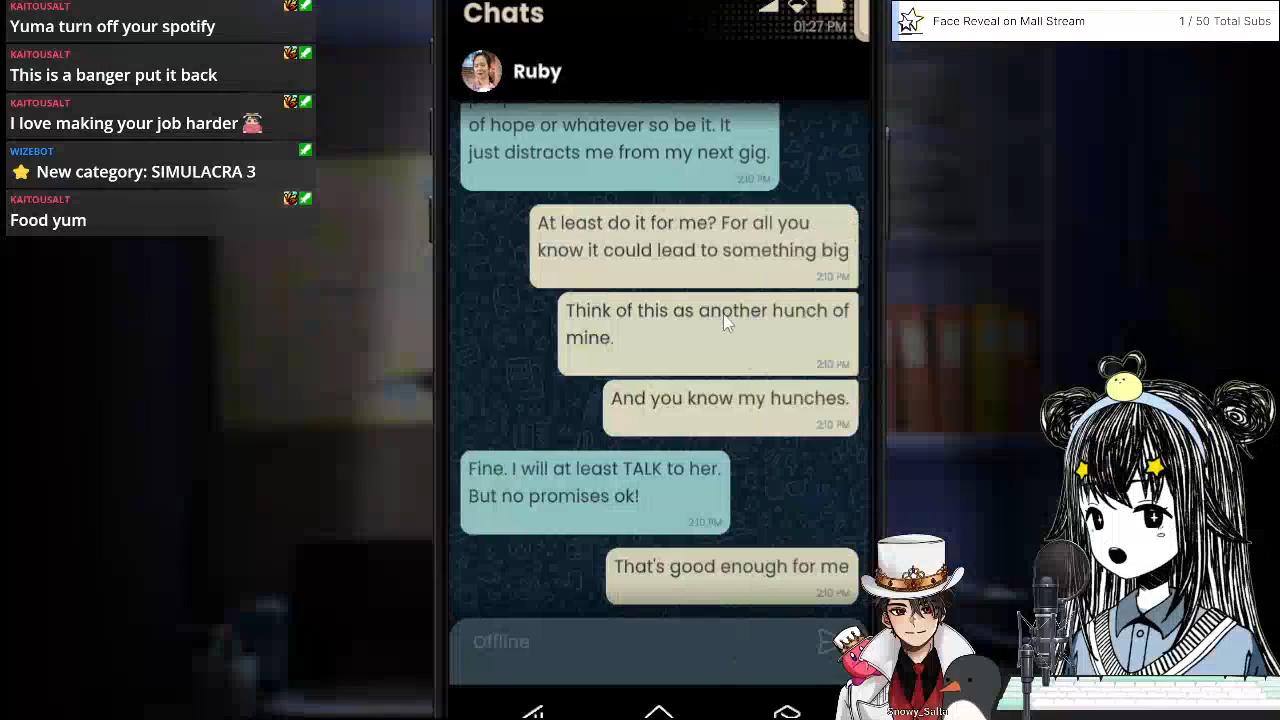 KAITOUSALT
Yuma turn off your spotify
KAITOUSALT
This is a banger put it back
KAITOUSALT
I love making your job harder
WIZEBOT
New category: SIMULACRA 3
KAITOUSALT
Food yum
Chats
01:27 PM
Ruby
of hope or whatever so be it. It
just distracts me from my next gig.
2:10 PM
At least do it for me? For all you
know it could lead to something big
2:10 PM
Think of this as another hunch of
mine.
2:10 PM
And you know my hunches.
2:10 PM
Fine. I will at least TALK to her.
But no promises ok!
2:10 PM
That's good enough for me
2:10 PM
Offline
Face Reveal on Mall Stream
1 / 50 Total Subs